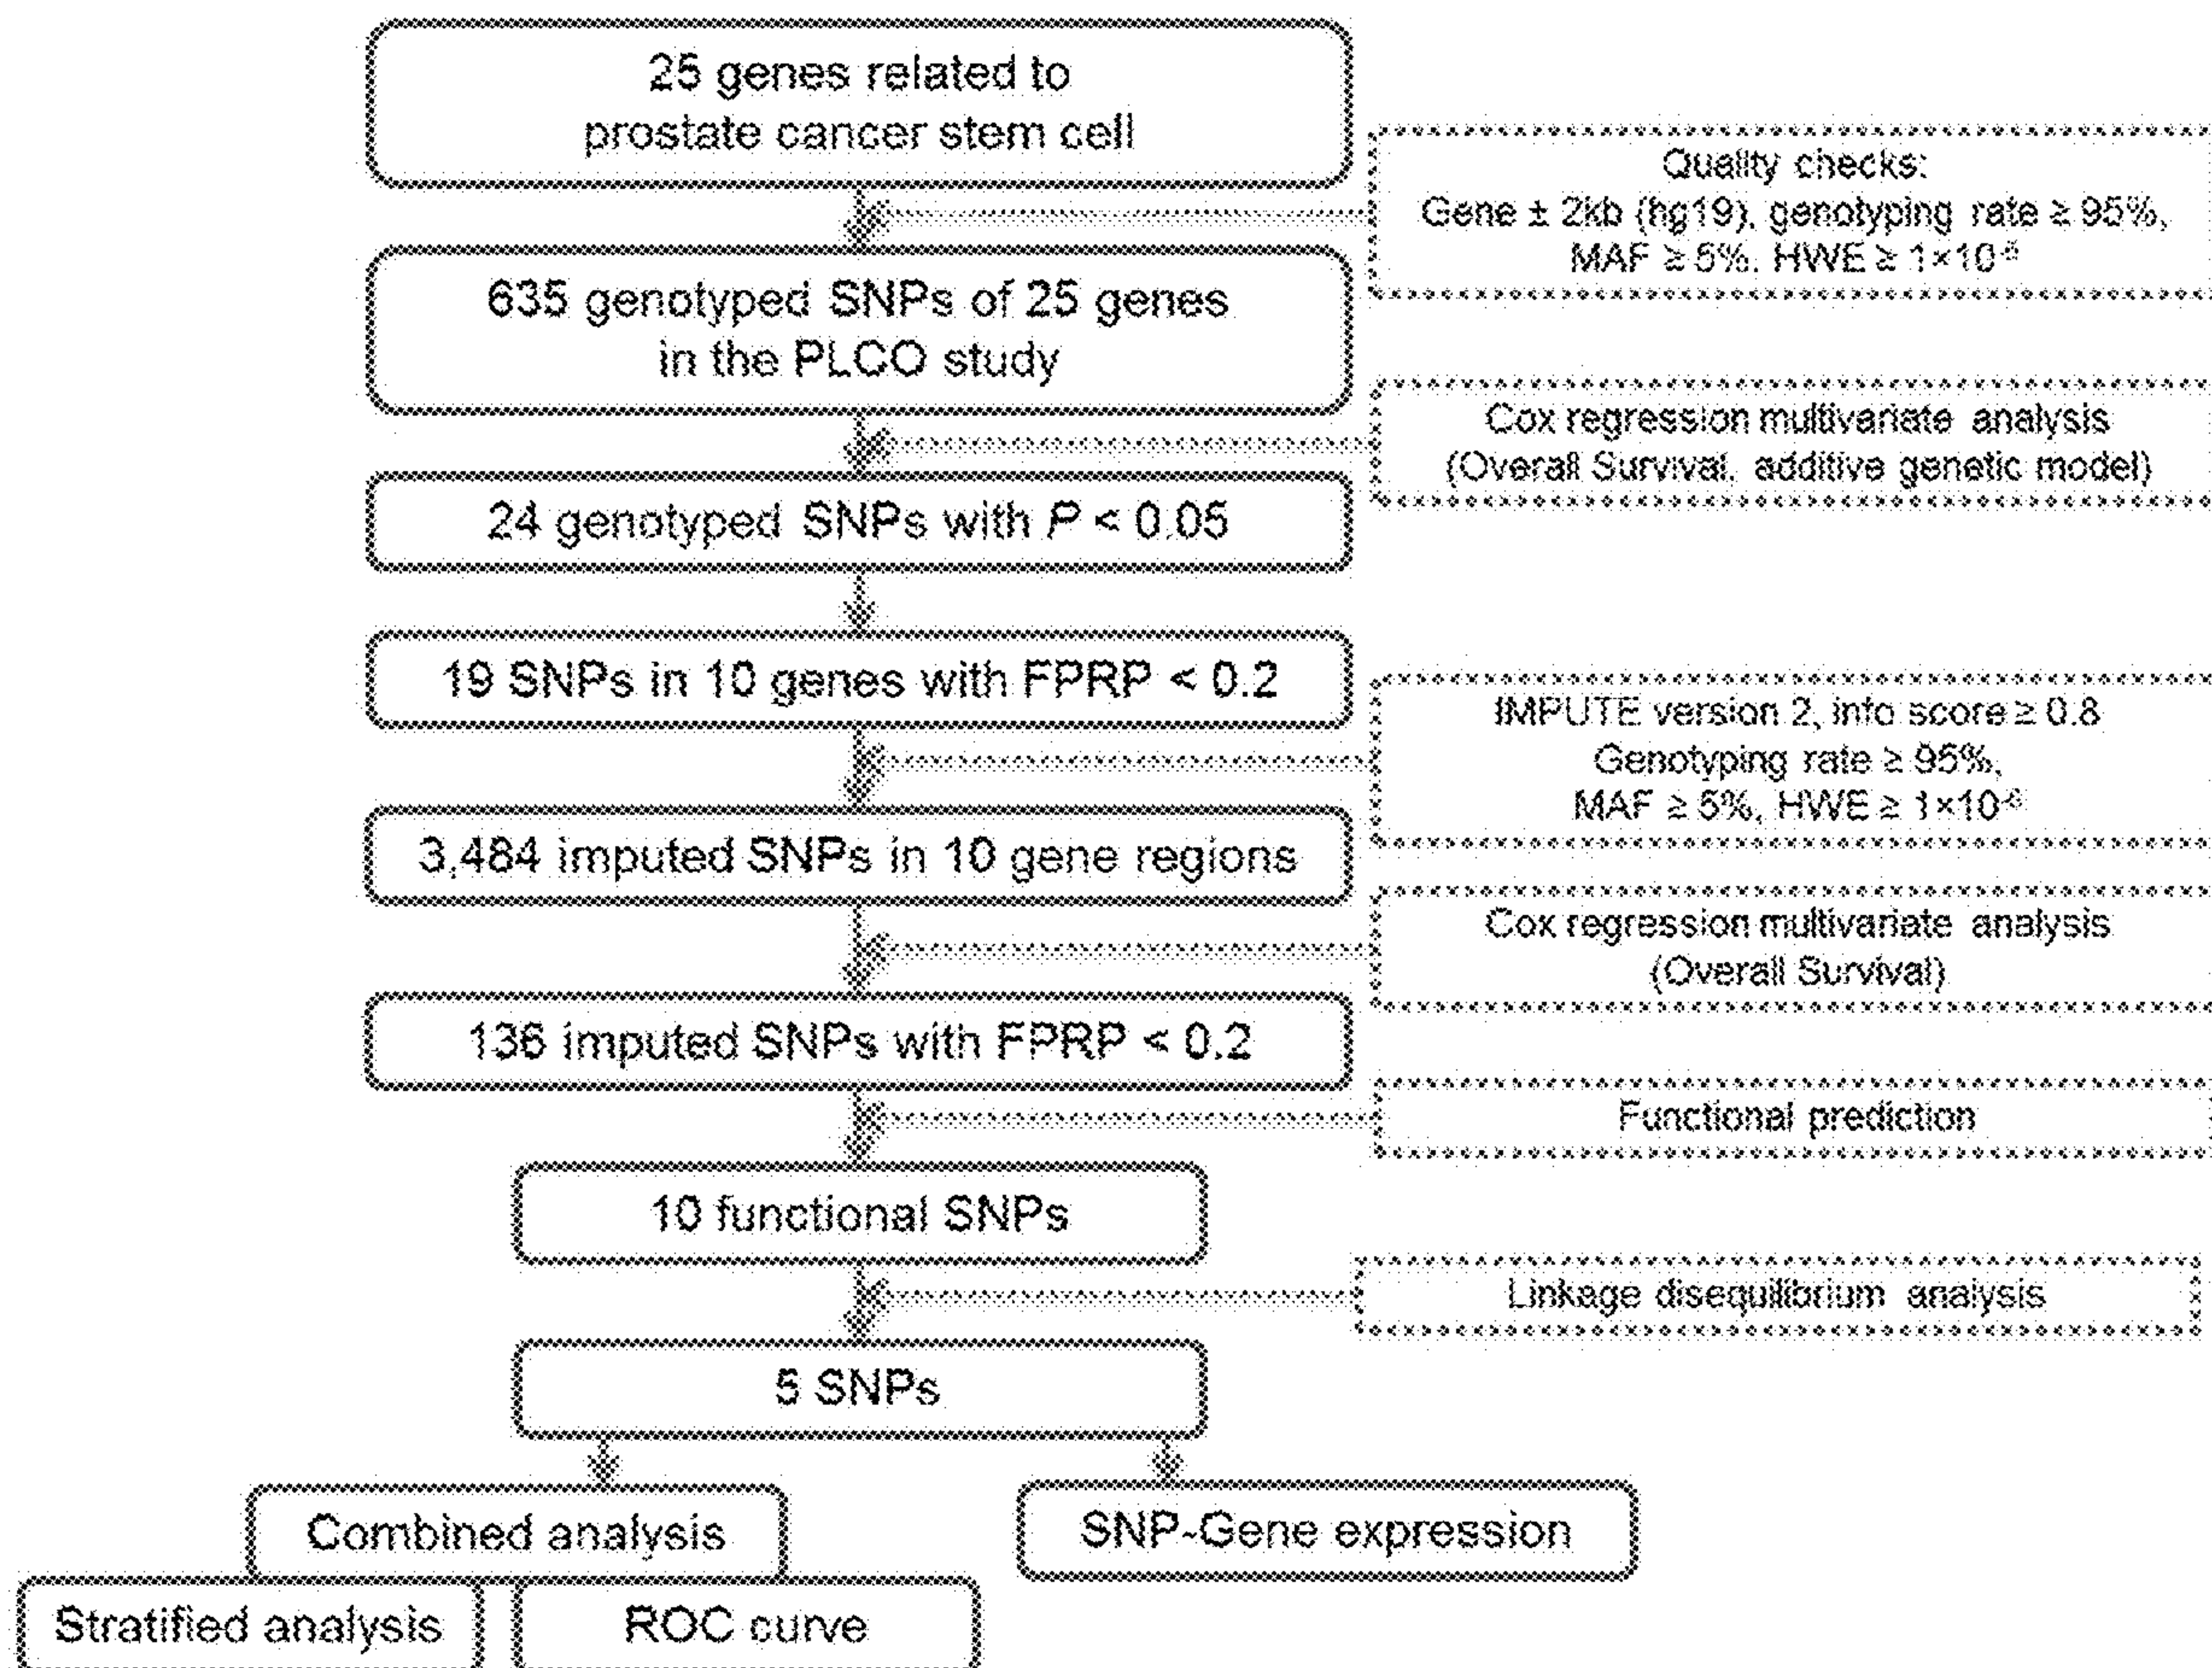 25 genes related to
prostate cancer stem cell
Quality checks:
Gene ± 2kb (hg19), genotyping rate ≥ 95%,
MAF ≥ 5%. HWE ≥
635 genotyped SNPs of 25 genes
in the PLCO study
Cox regression multivariate analysis
(Overall Survival, additive genetic model)
24 genotyped SNPs with P < 0.05
19 SNPs in 10 genes with FPRP < 0.2
IMPUTE version 2, info score ≥ 0.8
Genotyping rate ≥ 95%,
MAF ≥ 5%, HWE ≥
3,484 imputed SNPs in 10 gene regions
Cox regression multivariate analysis
(Overall Survival)
136 imputed SNPs with FPRP < 0.2
Functional prediction
10 functional SNPs
Linkage disequilibrium analysis
5 SNPs
Combined analysis
SNP-Gene expression
Stratified analysis
ROC curve